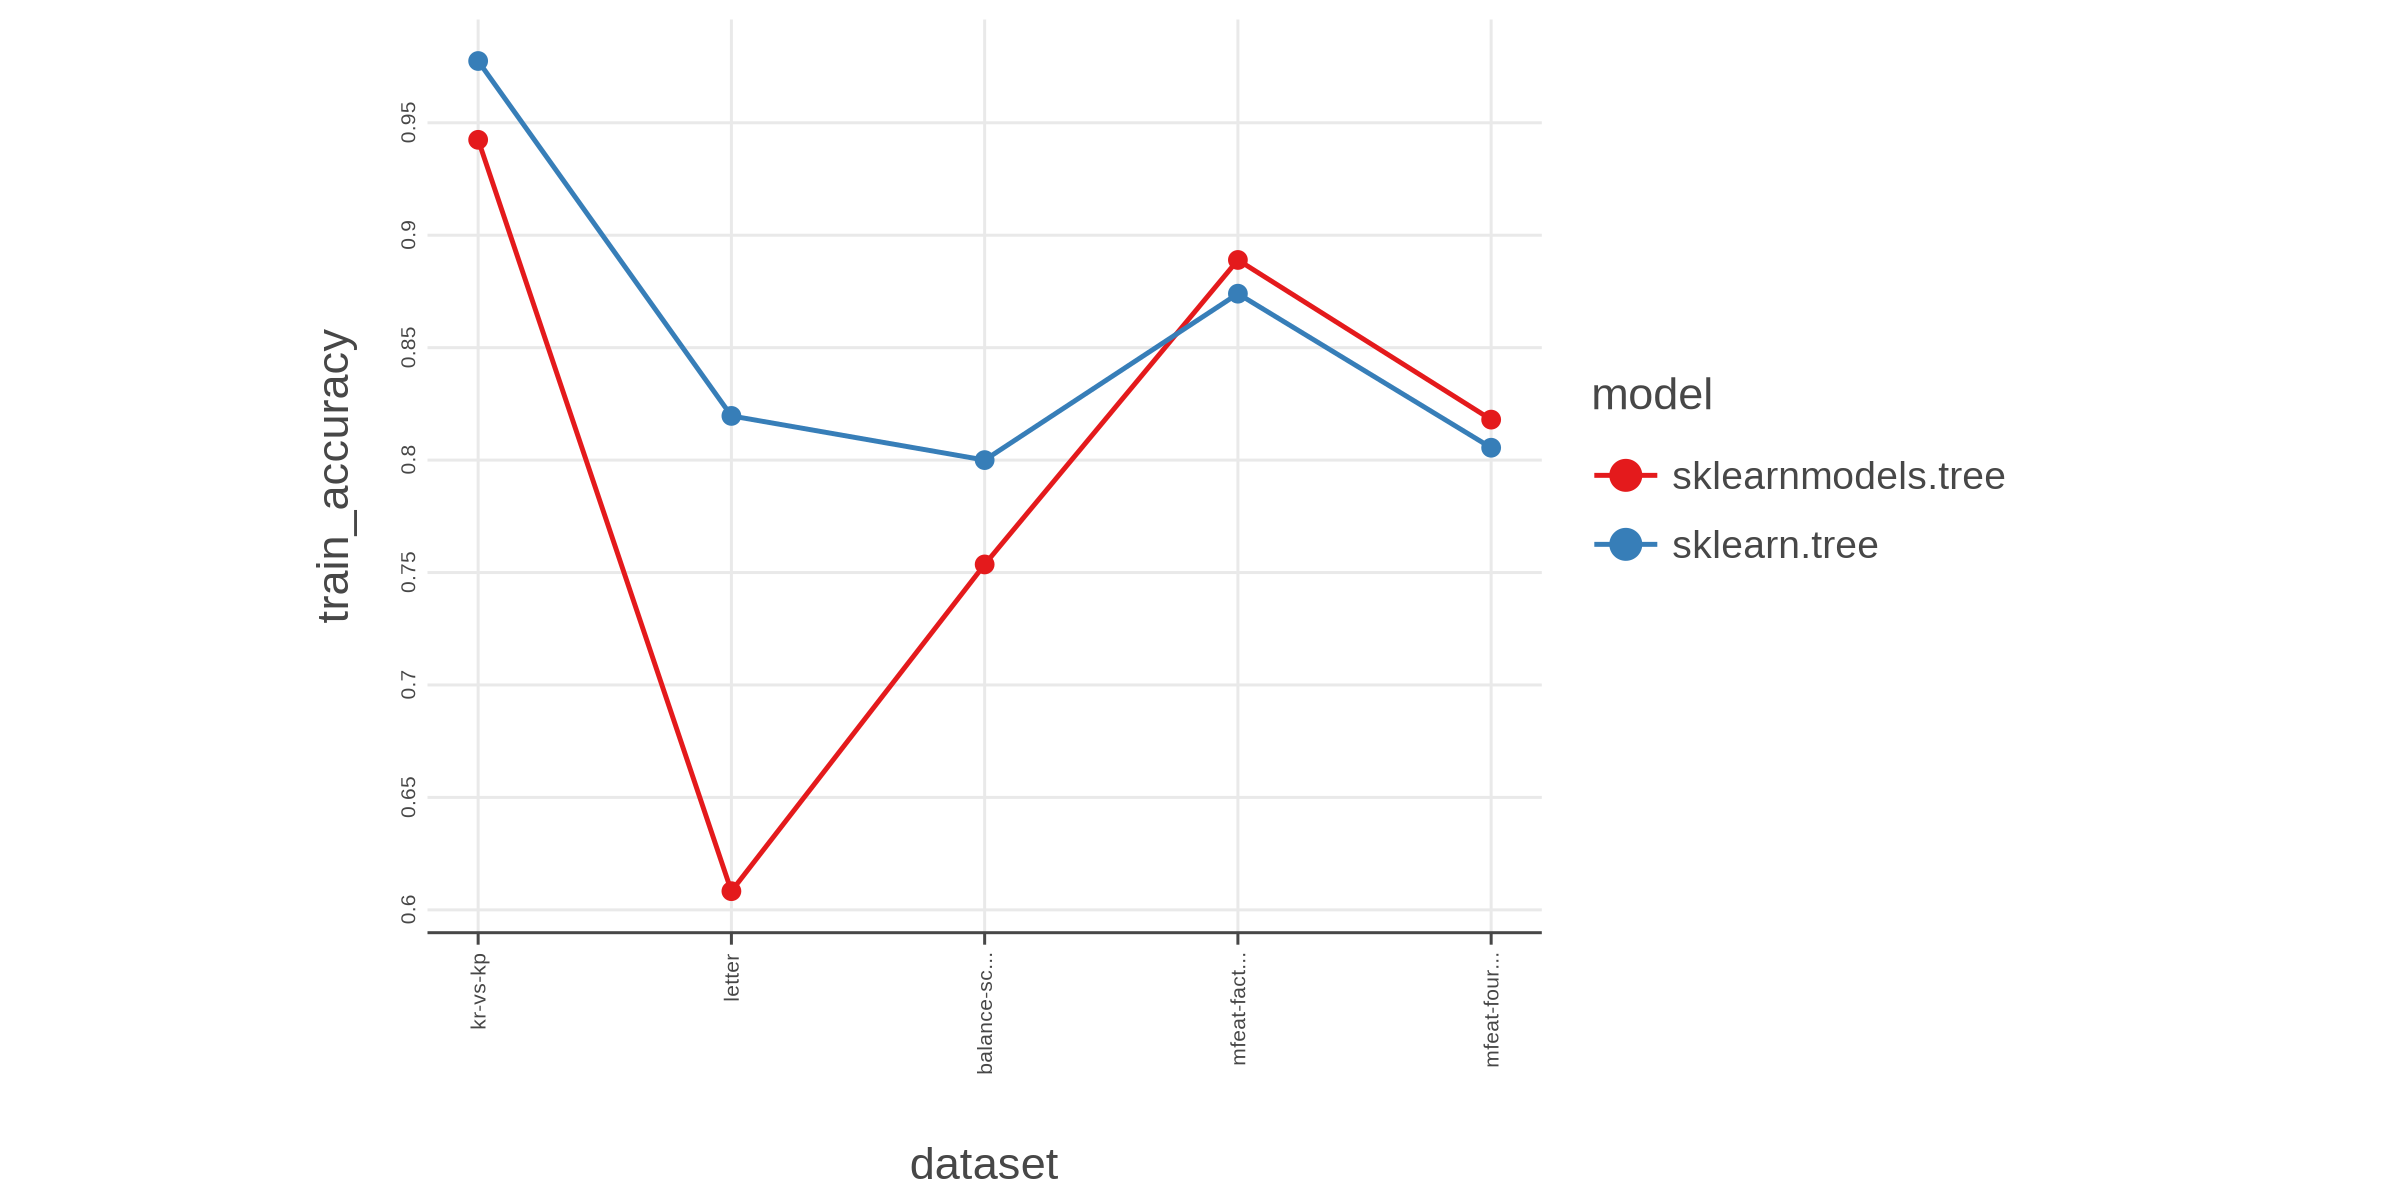 train_accuracy
0.95
0.9
0.85
0.8
0.75
0.7
0.65
0.6
kr-vs-kp
letter
balance-sc...
mfeat-fact...
mfeat-four...
dataset
model
sklearnmodels.tree
sklearn.tree